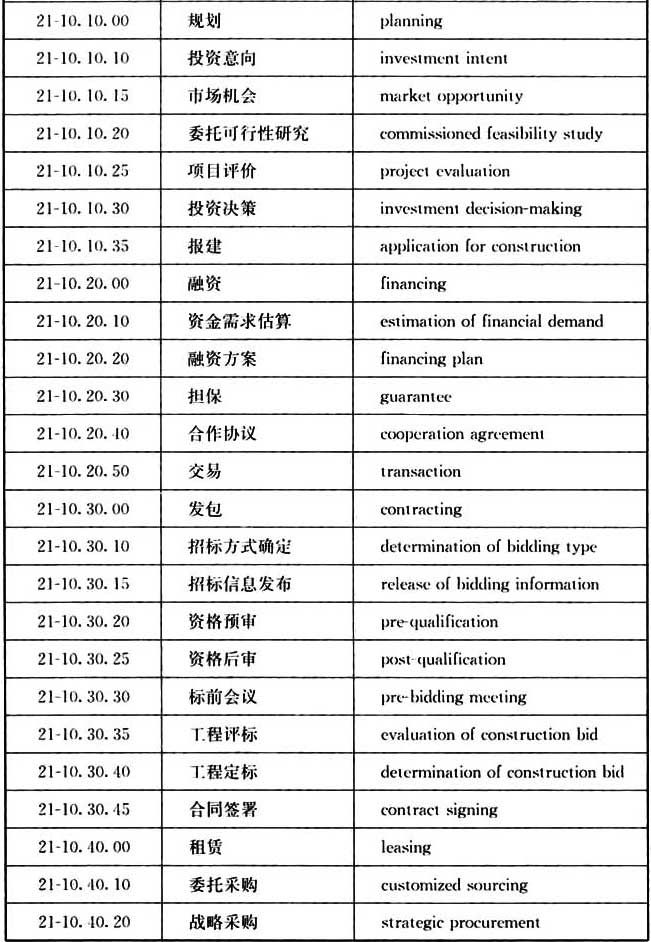 21-10.10.00 规划 planning
21-10.10.10 投资意向 investment intent
21-10.10.15 市场机会 market opportunity
21-10.10.20 委托可行性研究 commissioned feasibility study
21-10.10.25 项目评价 project evaluation
21-10.10.30 投资决策 investment decision-making
21-10.10.35 报建 application for construction
21-10.20.00 融资 financing
21-10.20.10 资金需求估算 estimation of financial demand
21-10.20.20 融资方案 financing plan
21-10.20.30 担保 guarantee
21-10.20.40 合作协议 cooperation agreement
21-10.20.50 交易 transaction
21-10.30.00 发包 contracting
21-10.30.10 招标方式确定 determination of bidding type
21-10.30.15 招标信息发布 release of bidding information
21-10.30.20 资格预审 pre-qualification
21-10.30.25 资格后审 post-qualification
21-10.30.30 标前会议 pre-bidding meeting
21-10.30.35 工程评标 evaluation of construction bid
21-10.30.40 工程定标 determination of construction bid
21-10.30.45 合同签署 contract signing
21-10.40.00 租赁 leasing
21-10.40.10 委托采购 customized sourcing
21-10.40.20 战略采购 strategic procurement